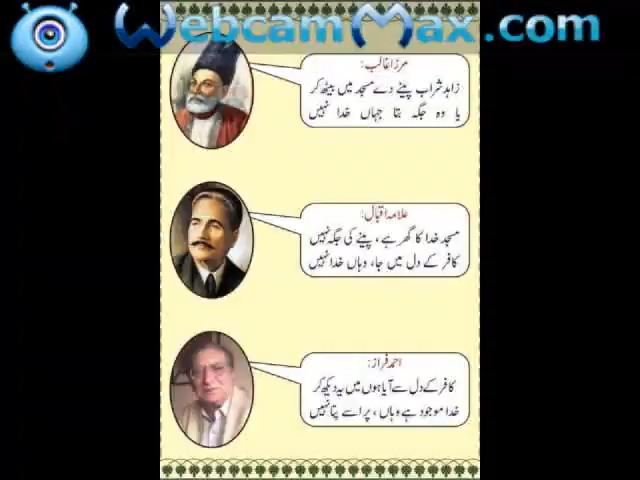 WebcamMax.com
مرزا غالب:
زاہد شراب پینے دے مسجد میں بیٹھ کر
یا وہ جگہ بتا جہاں خدا نہیں
علامہ اقبال:
مسجد خدا کا گھر ہے، پینے کی جگہ نہیں
کافر کے دل میں جا، وہاں خدا نہیں
احمد فراز:
کافر کے دل سے آیا ہوں میں یہ دیکھ کر
خدا موجود ہے وہاں، پر اسے پتا نہیں